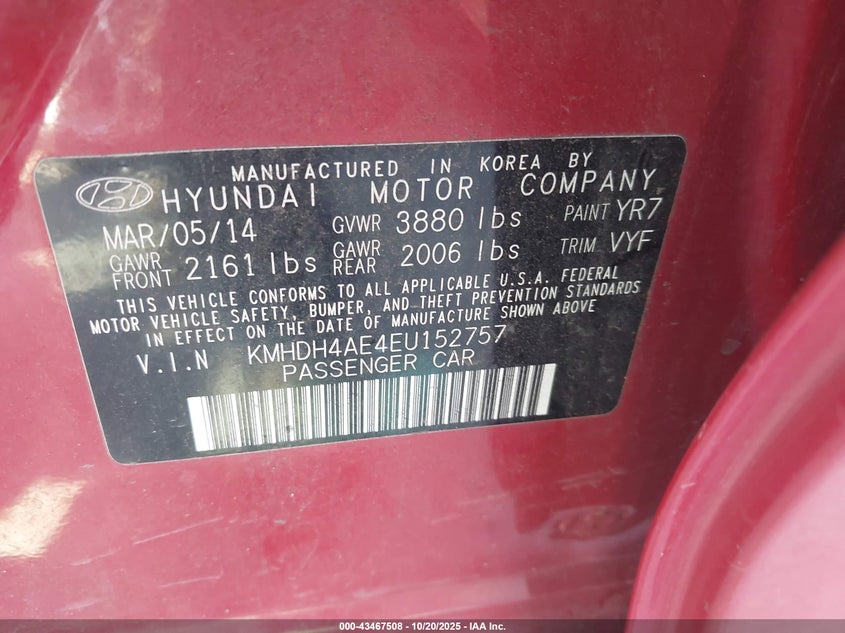 MANUFACTURED IN KOREA BY
HYUNDAI MOTOR COMPANY
MAR/05/14 GVWR 3880 lbs PAINT YR7
GAWR FRONT 2161 lbs GAWR REAR 2006 lbs TRIM VYF
THIS VEHICLE CONFORMS TO ALL APPLICABLE U.S.A. FEDERAL
MOTOR VEHICLE SAFETY, BUMPER, AND THEFT PREVENTION STANDARDS
IN EFFECT ON THE DATE OF MANUFACTURE SHOWN ABOVE
V.I.N KMHDH4AE4EU152757
PASSENGER CAR
000-43467508 - 10/20/2025 - IAA Inc.